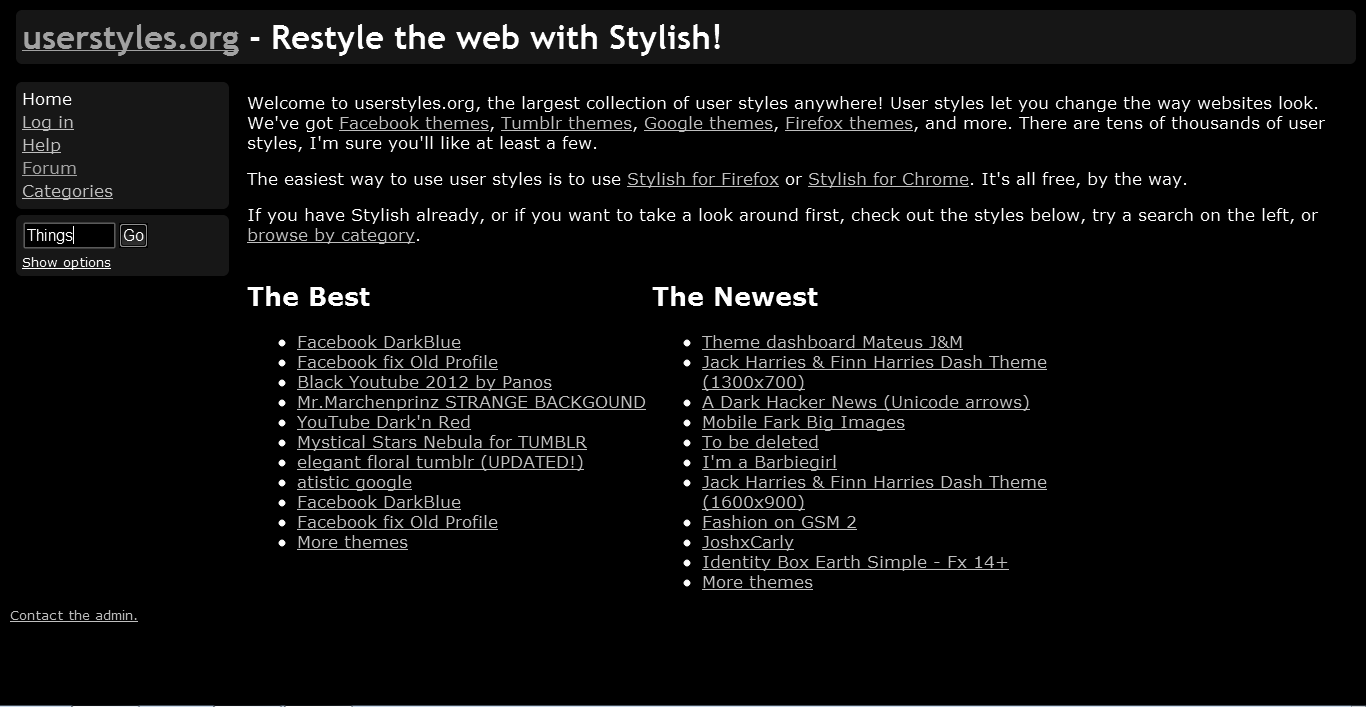 userstyles.org - Restyle the web with Stylish!
Home
Log in
Help
Forum
Categories
Things Go
Show options
Welcome to userstyles.org, the largest collection of user styles anywhere! User styles let you change the way websites look.
We've got Facebook themes, Tumblr themes, Google themes, Firefox themes, and more. There are tens of thousands of user
styles, I'm sure you'll like at least a few.
The easiest way to use user styles is to use Stylish for Firefox or Stylish for Chrome. It's all free, by the way.
If you have Stylish already, or if you want to take a look around first, check out the styles below, try a search on the left, or
browse by category.
The Best
Facebook DarkBlue
Facebook fix Old Profile
Black Youtube 2012 by Panos
Mr.Marchenprinz STRANGE BACKGOUND
YouTube Dark'n Red
Mystical Stars Nebula for TUMBLR
elegant floral tumblr (UPDATED!)
atistic google
Facebook DarkBlue
Facebook fix Old Profile
More themes
The Newest
Theme dashboard Mateus J&M
Jack Harries & Finn Harries Dash Theme
(1300x700)
A Dark Hacker News (Unicode arrows)
Mobile Fark Big Images
To be deleted
I'm a Barbiegirl
Jack Harries & Finn Harries Dash Theme
(1600x900)
Fashion on GSM 2
JoshxCarly
Identity Box Earth Simple - Fx 14+
More themes
Contact the admin.